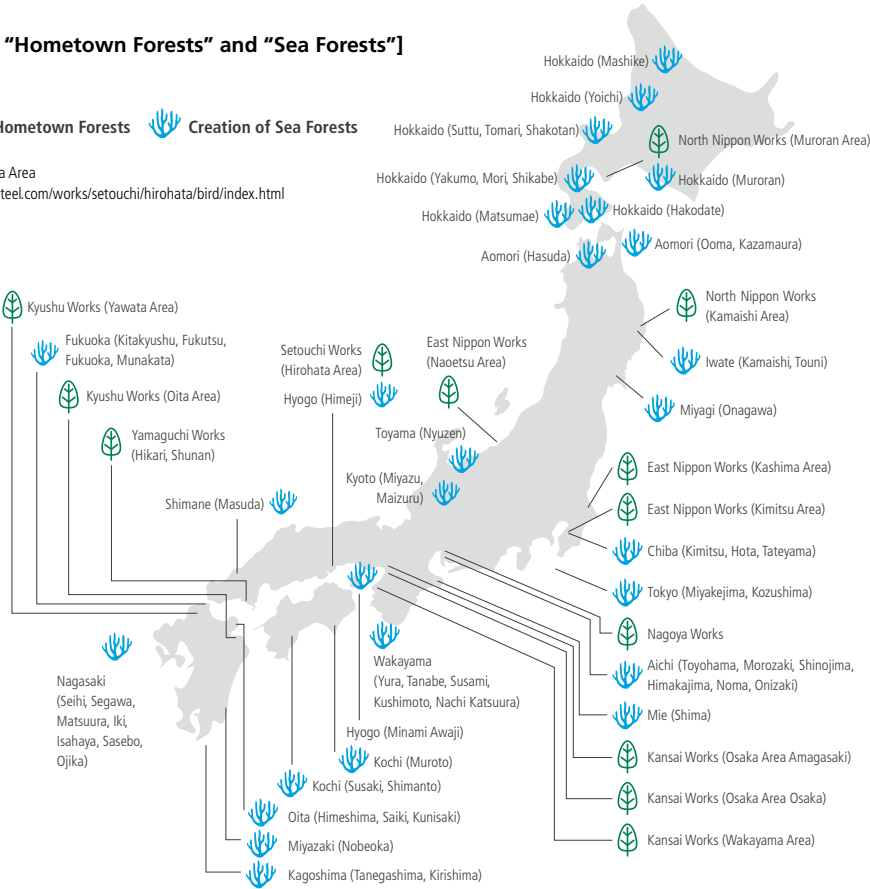 “Hometown Forests” and “Sea Forests”]
Hometown Forests
Creation of Sea Forests
a Area
teel.com/works/setouchi/hirohata/bird/index.html
Hokkaido (Mashike)
Hokkaido (Yoichi)
Hokkaido (Suttu, Tomari, Shakotan)
North Nippon Works (Muroran Area)
Hokkaido (Yakumo, Mori, Shikabe)
Hokkaido (Muroran)
Hokkaido (Matsumae)
Hokkaido (Hakodate)
Aomori (Hasuda)
Aomori (Ooma, Kazamaura)
Kyushu Works (Yawata Area)
Fukuoka (Kitakyushu, Fukutsu,
Fukuoka, Munakata)
Kyushu Works (Oita Area)
Yamaguchi Works
(Hikari, Shunan)
Shimane (Masuda)
Setouchi Works
(Hirohata Area)
Hyogo (Himeji)
East Nippon Works
(Naoetsu Area)
Toyama (Nyuzen)
Kyoto (Miyazu,
Maizuru)
North Nippon Works
(Kamaishi Area)
Iwate (Kamaishi, Touni)
Miyagi (Onagawa)
East Nippon Works (Kashima Area)
East Nippon Works (Kimitsu Area)
Chiba (Kimitsu, Hota, Tateyama)
Tokyo (Miyakejima, Kozushima)
Nagoya Works
Aichi (Toyohama, Morozaki, Shinojima,
Himakajima, Noma, Onizaki)
Mie (Shima)
Kansai Works (Osaka Area Amagasaki)
Kansai Works (Osaka Area Osaka)
Kansai Works (Wakayama Area)
Nagasaki
(Seihi, Segawa,
Matsuura, Iki,
Isahaya, Sasebo,
Ojika)
Wakayama
(Yura, Tanabe, Susami,
Kushimoto, Nachi Katsuura)
Hyogo (Minami Awaji)
Kochi (Muroto)
Kochi (Susaki, Shimanto)
Oita (Himeshima, Saiki, Kunisaki)
Miyazaki (Nobeoka)
Kagoshima (Tanegashima, Kirishima)